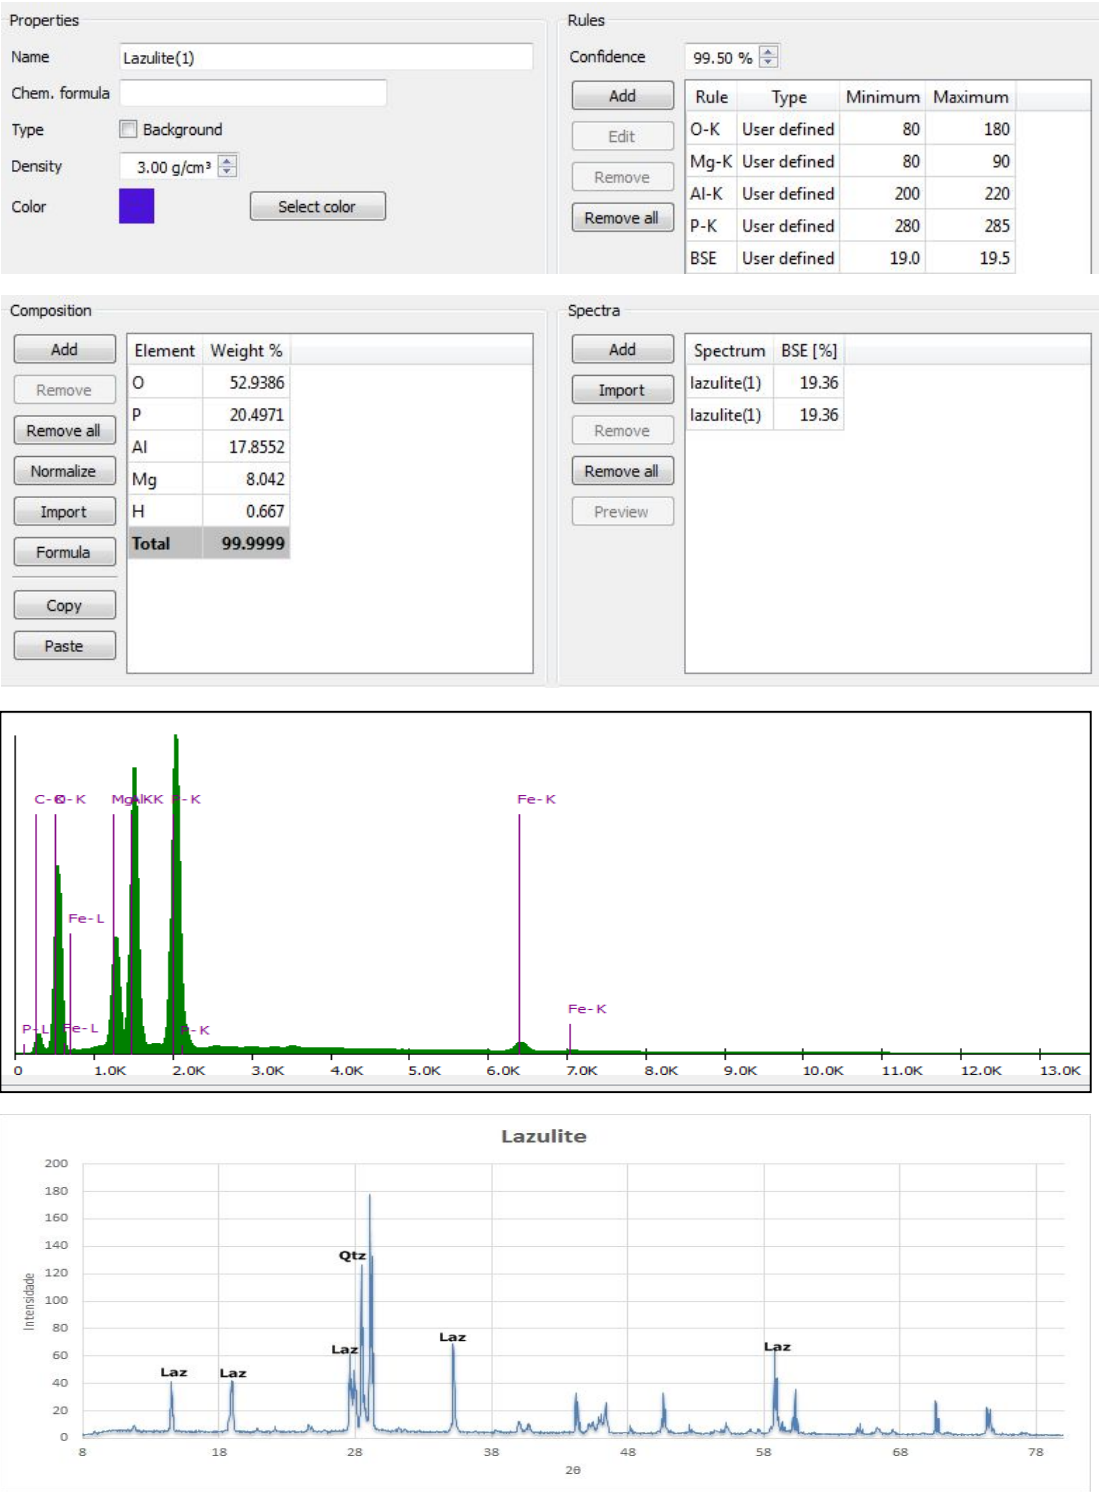 Properties
Name Lazulite(1)
Chem. formula
Type Background
Density 3.00 g/cm³
Color Select color
Rules
Confidence 99.50 %
Add
Edit
Remove
Remove all
Rule Type Minimum Maximum
O-K User defined 80 180
Mg-K User defined 80 90
Al-K User defined 200 220
P-K User defined 280 285
BSE User defined 19.0 19.5
Composition
Add
Remove
Remove all
Normalize
Import
Formula
Copy
Paste
Element Weight %
O 52.9386
P 20.4971
Al 17.8552
Mg 8.042
H 0.667
Total 99.9999
Spectra
Add
Import
Remove
Remove all
Preview
Spectrum BSE [%]
lazulite(1) 19.36
lazulite(1) 19.36
C-K O-K Mg-K Al-K P-K Fe-K
Fe-L
Fe-K
P-L Fe-L P-K
0 1.0K 2.0K 3.0K 4.0K 5.0K 6.0K 7.0K 8.0K 9.0K 10.0K 11.0K 12.0K 13.0K
Lazulite
200
180
160
140
120
100
80
60
40
20
0
Intensidade
Qtz
Laz
Laz
Laz
Laz Laz
8 18 28 38 48 58 68 78
2θ